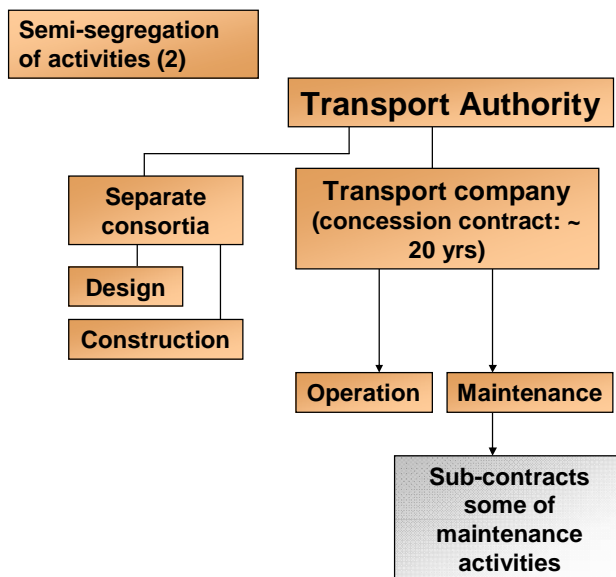 Semi-segregation
of activities (2)
Transport Authority
Separate
consortia
Transport company
(concession contract: ~
20 yrs)
Design
Construction
Operation
Maintenance
Sub-contracts
some of
maintenance
activities